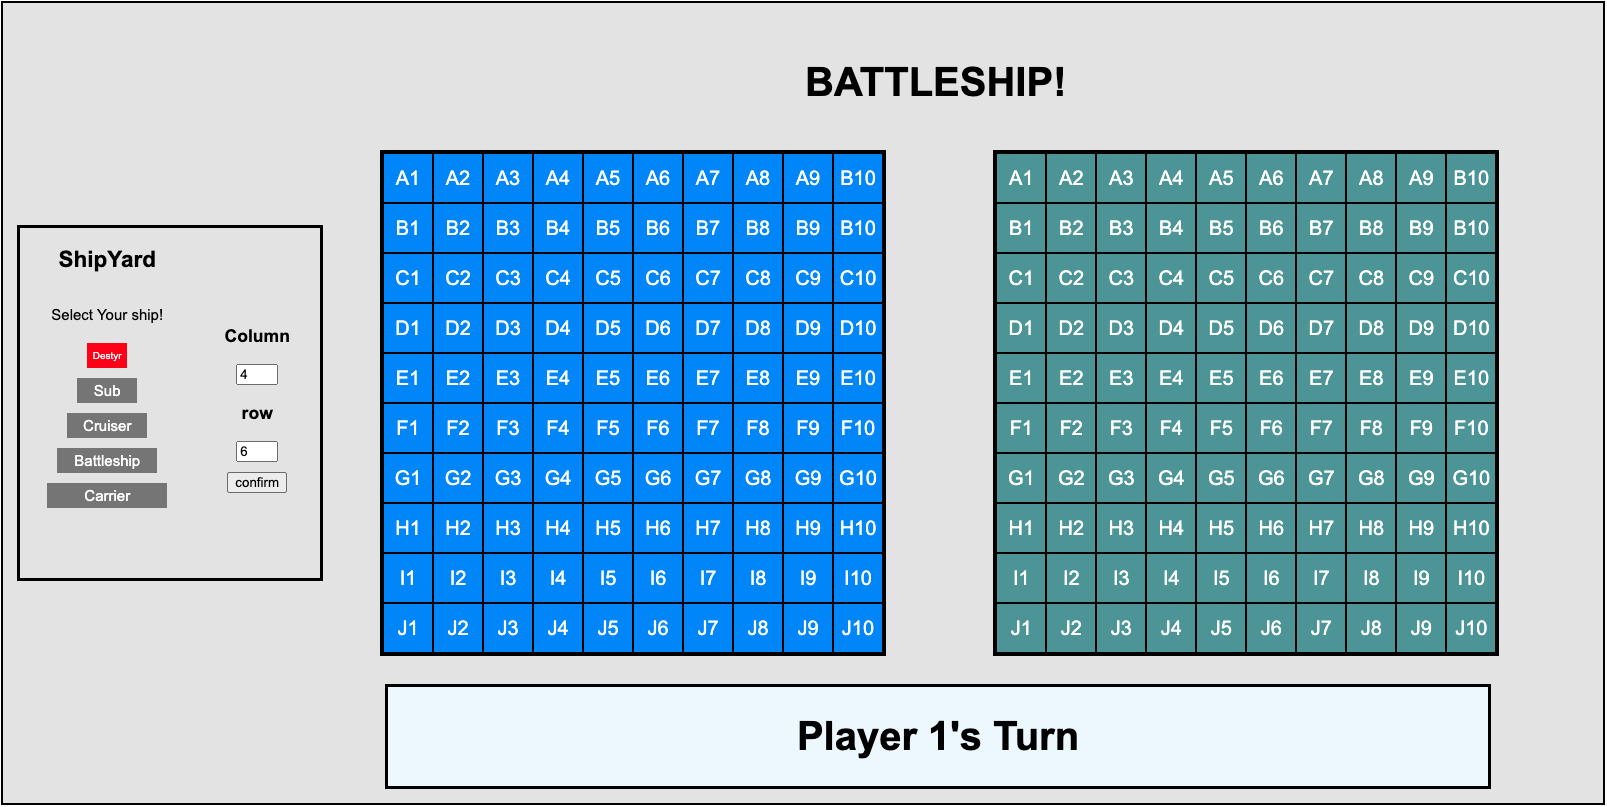 BATTLESHIP!
ShipYard
Select Your ship!
Destyr
Sub
Cruiser
Battleship
Carrier
Column
4
row
6
confirm
A1 A2 A3 A4 A5 A6 A7 A8 A9 B10
B1 B2 B3 B4 B5 B6 B7 B8 B9 B10
C1 C2 C3 C4 C5 C6 C7 C8 C9 C10
D1 D2 D3 D4 D5 D6 D7 D8 D9 D10
E1 E2 E3 E4 E5 E6 E7 E8 E9 E10
F1 F2 F3 F4 F5 F6 F7 F8 F9 F10
G1 G2 G3 G4 G5 G6 G7 G8 G9 G10
H1 H2 H3 H4 H5 H6 H7 H8 H9 H10
I1 I2 I3 I4 I5 I6 I7 I8 I9 I10
J1 J2 J3 J4 J5 J6 J7 J8 J9 J10
A1 A2 A3 A4 A5 A6 A7 A8 A9 B10
B1 B2 B3 B4 B5 B6 B7 B8 B9 B10
C1 C2 C3 C4 C5 C6 C7 C8 C9 C10
D1 D2 D3 D4 D5 D6 D7 D8 D9 D10
E1 E2 E3 E4 E5 E6 E7 E8 E9 E10
F1 F2 F3 F4 F5 F6 F7 F8 F9 F10
G1 G2 G3 G4 G5 G6 G7 G8 G9 G10
H1 H2 H3 H4 H5 H6 H7 H8 H9 H10
I1 I2 I3 I4 I5 I6 I7 I8 I9 I10
J1 J2 J3 J4 J5 J6 J7 J8 J9 J10
Player 1's Turn